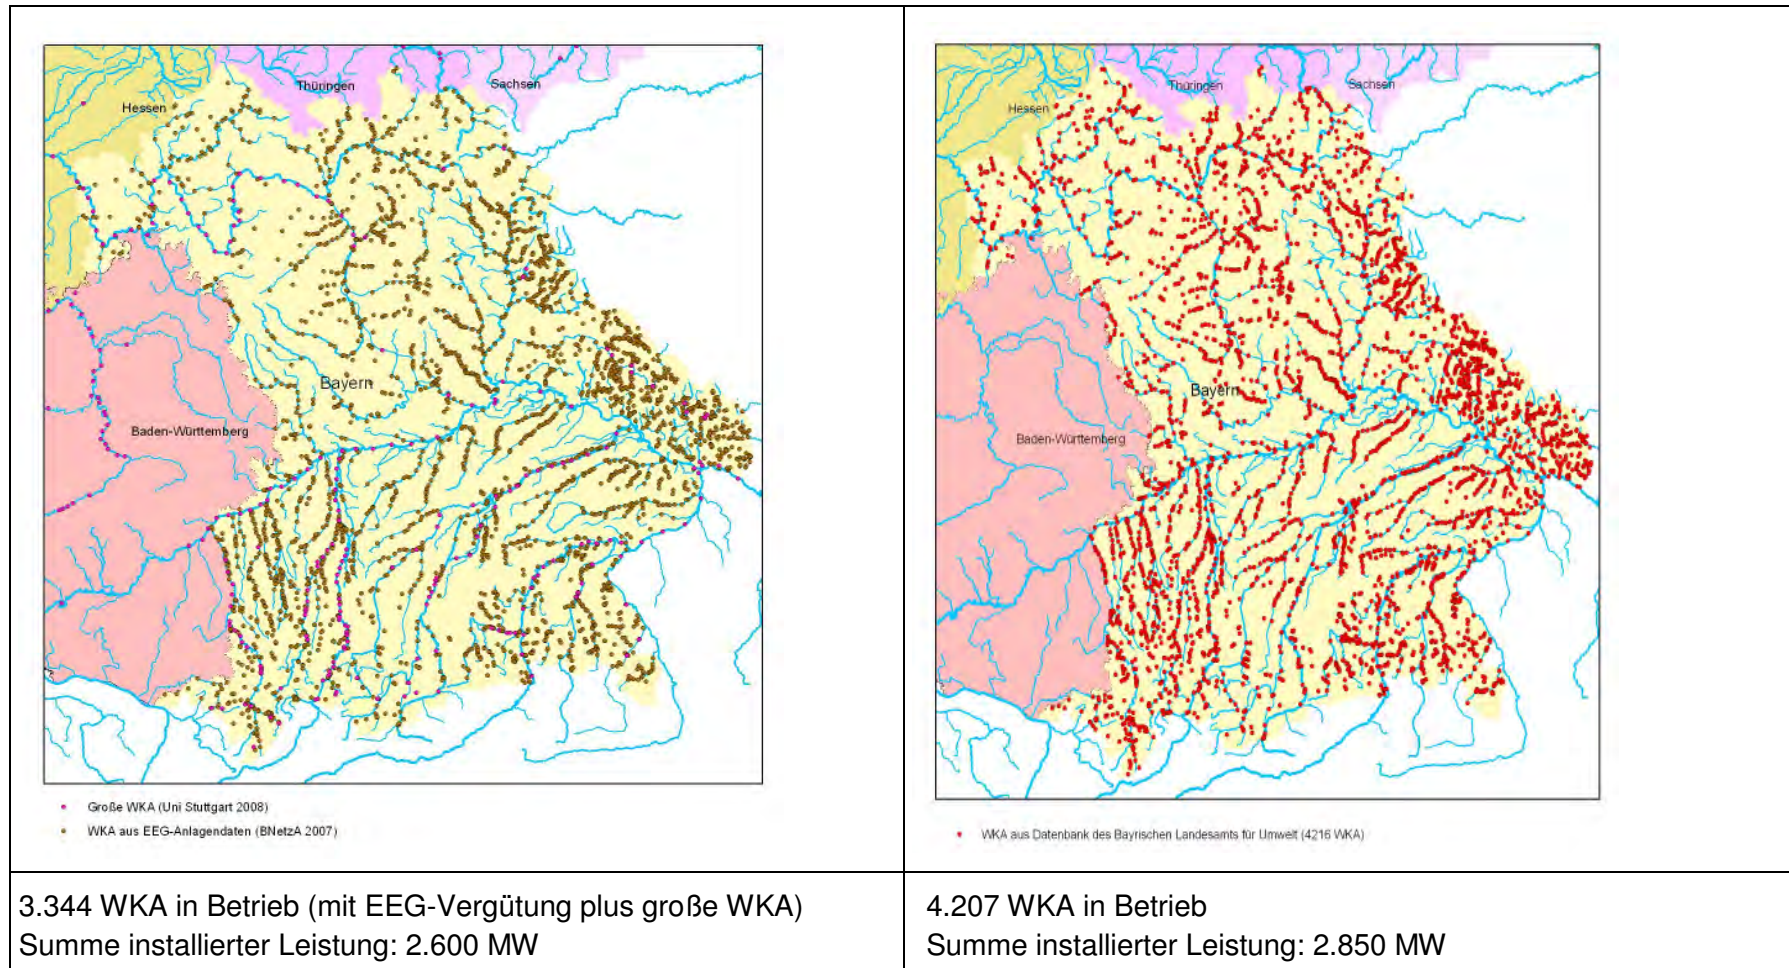 Thüringen
Sachsen
Hessen
Bayern
Baden-Württemberg
Große WKA (Uni Stuttgart 2008)
WKA aus EEG-Anlagendaten (BNetzA 2007)
3.344 WKA in Betrieb (mit EEG-Vergütung plus große WKA)
Summe installierter Leistung: 2.600 MW
Thüringen
Sachsen
Hessen
Bayern
Baden-Württemberg
WKA aus Datenbank des Bayrischen Landesamts für Umwelt (4216 WKA)
4.207 WKA in Betrieb
Summe installierter Leistung: 2.850 MW